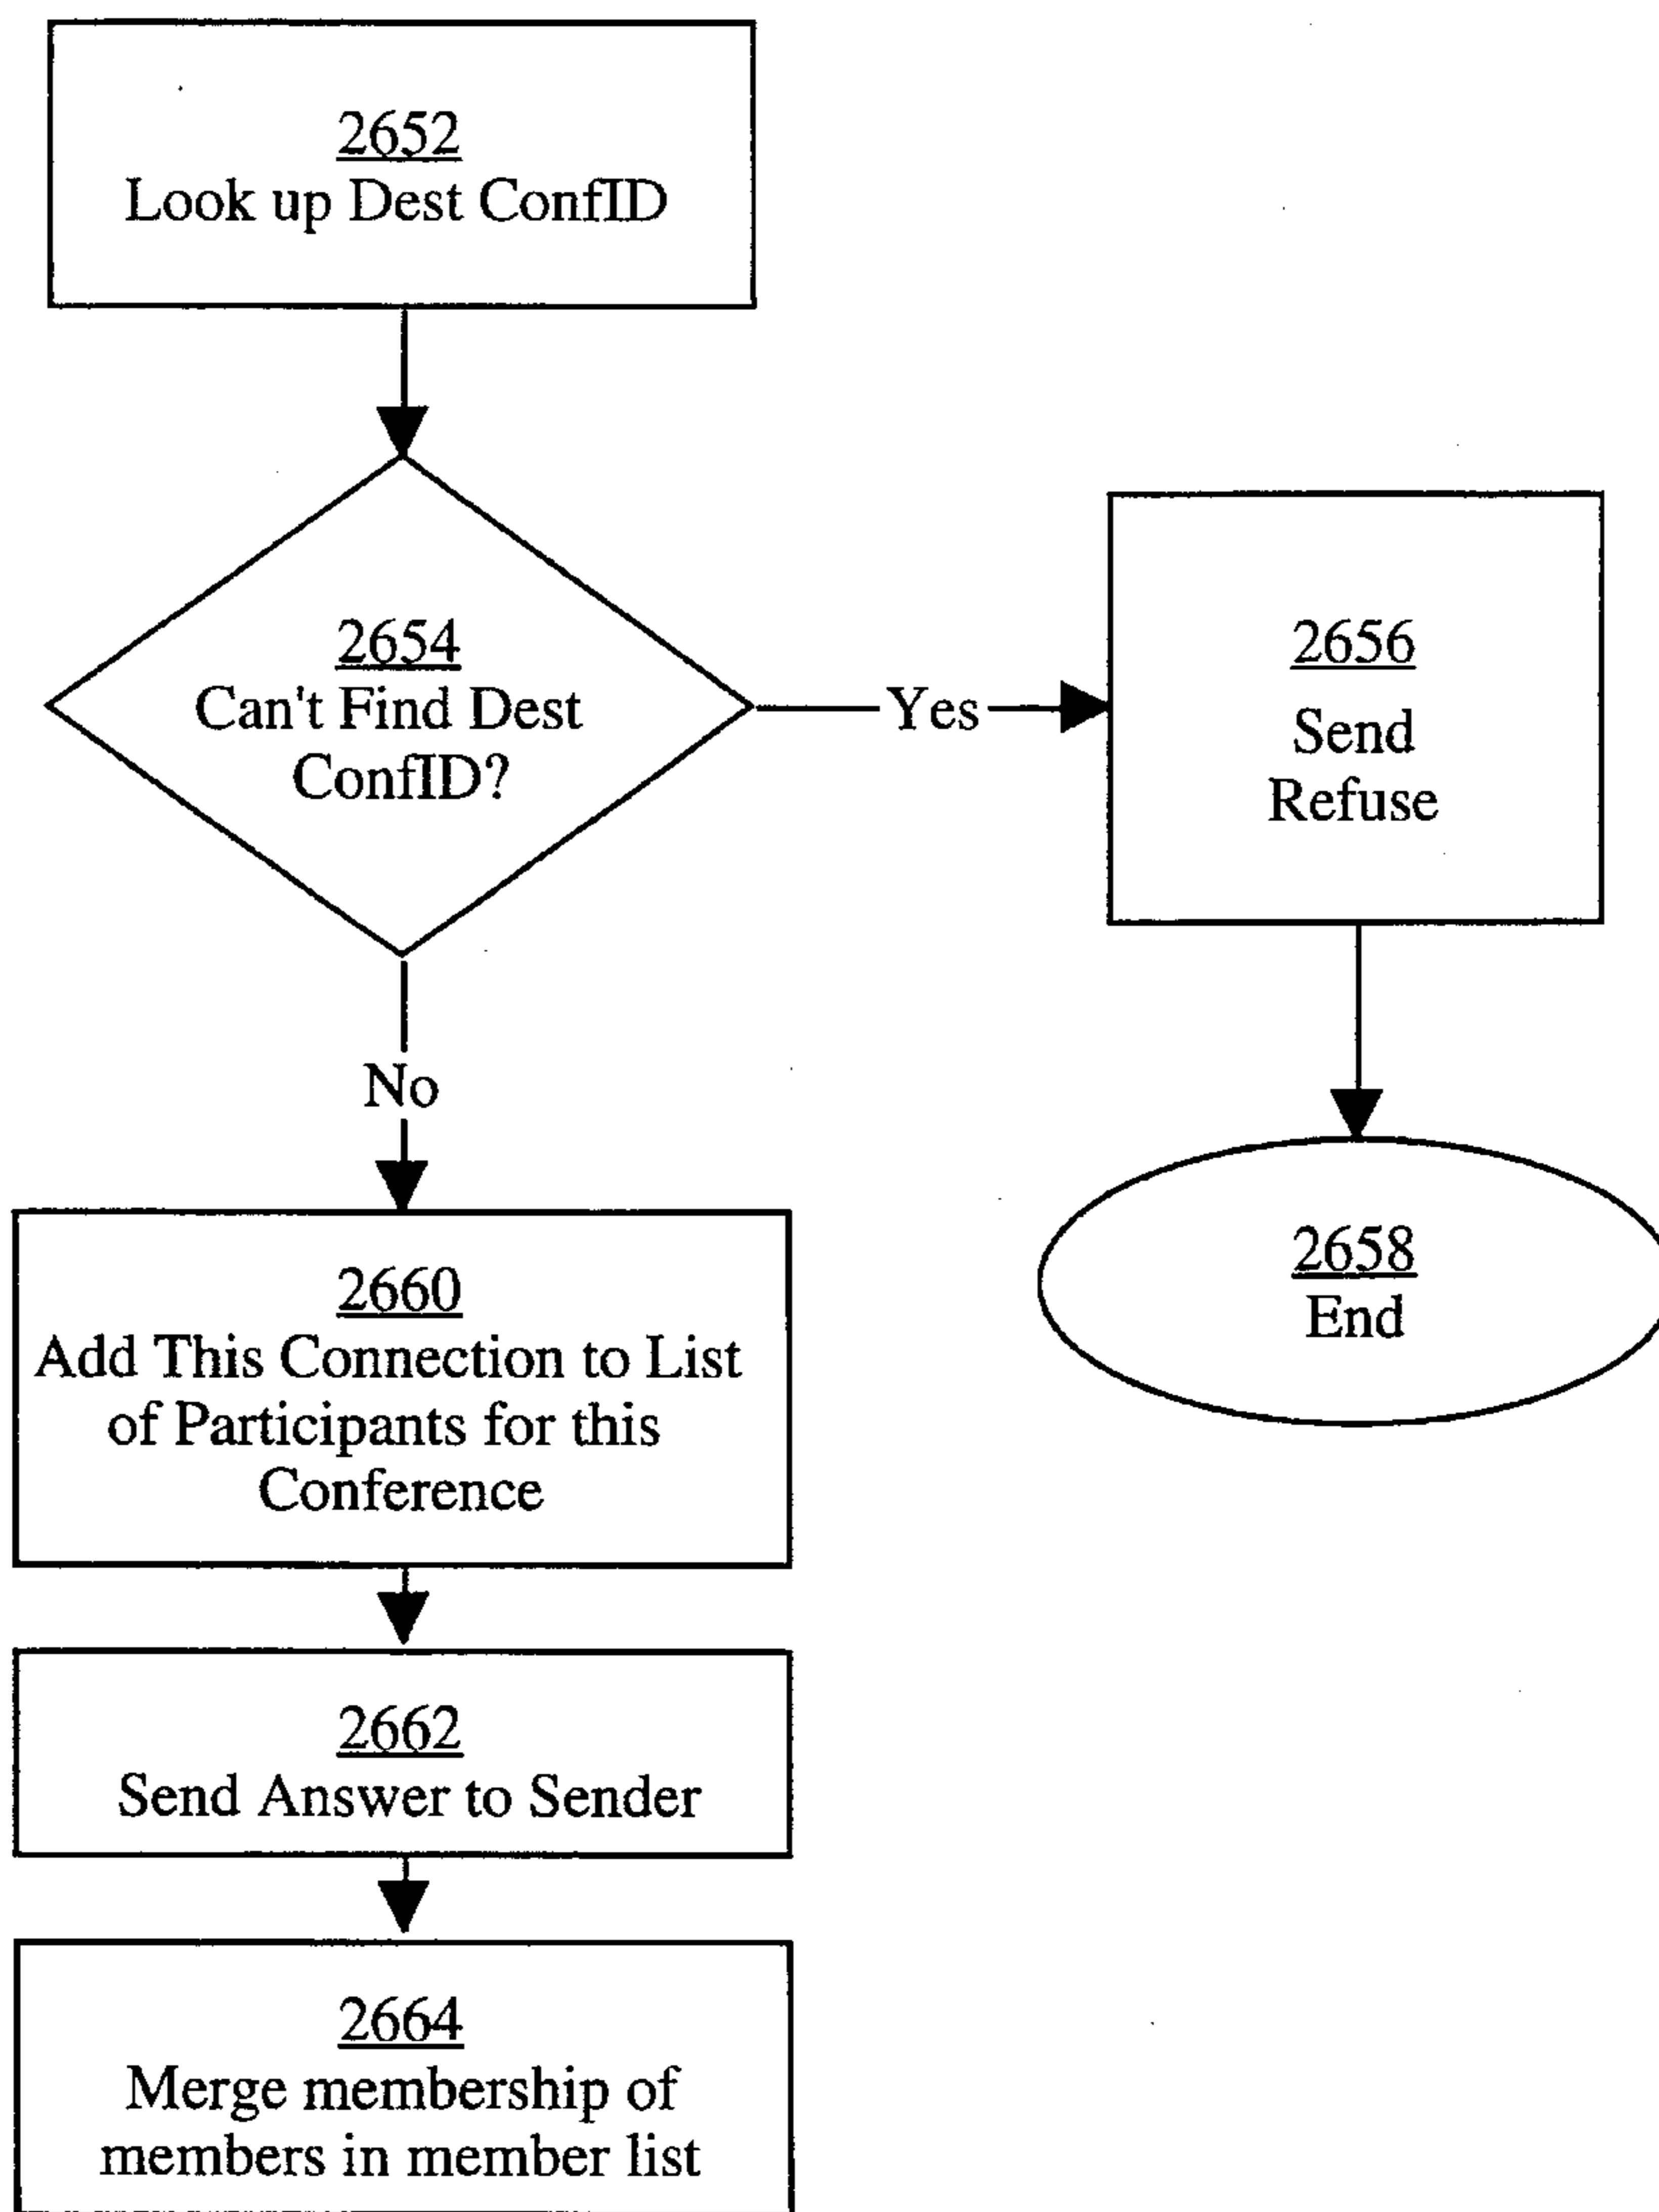 2652
Look up Dest ConfID
2654
Can't Find Dest
ConfID?
Yes
2656
Send
Refuse
No
2658
End
2660
Add This Connection to List
of Participants for this
Conference
2662
Send Answer to Sender
2664
Merge membership of
members in member list